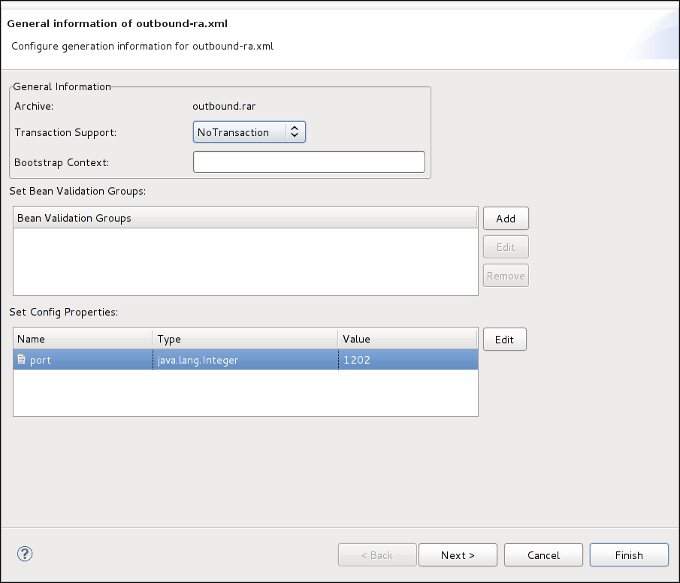 General information of outbound-ra.xml
Configure generation information for outbound-ra.xml
General Information
Archive: outbound.rar
Transaction Support: NoTransaction
Bootstrap Context:
Set Bean Validation Groups:
Bean Validation Groups
Add
Edit
Remove
Set Config Properties:
Name Type Value
port java.lang.Integer 1202
Edit
? < Back Next > Cancel Finish